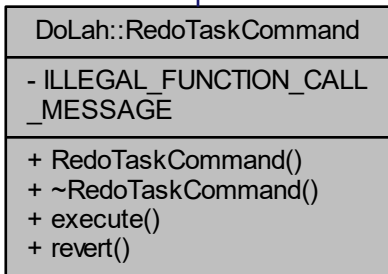 DoLah::RedoTaskCommand
- ILLEGAL_FUNCTION_CALL
_MESSAGE
+ RedoTaskCommand()
+ ~RedoTaskCommand()
+ execute()
+ revert()